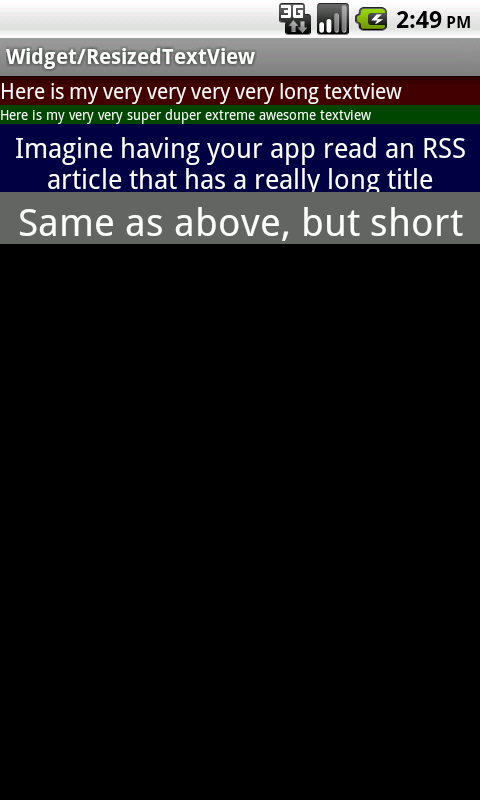 3G 2:49 PM
Widget/ResizedTextView
Here is my very very very very long textview
Here is my very very super duper extreme awesome textview
Imagine having your app read an RSS
article that has a really long title
Same as above, but short